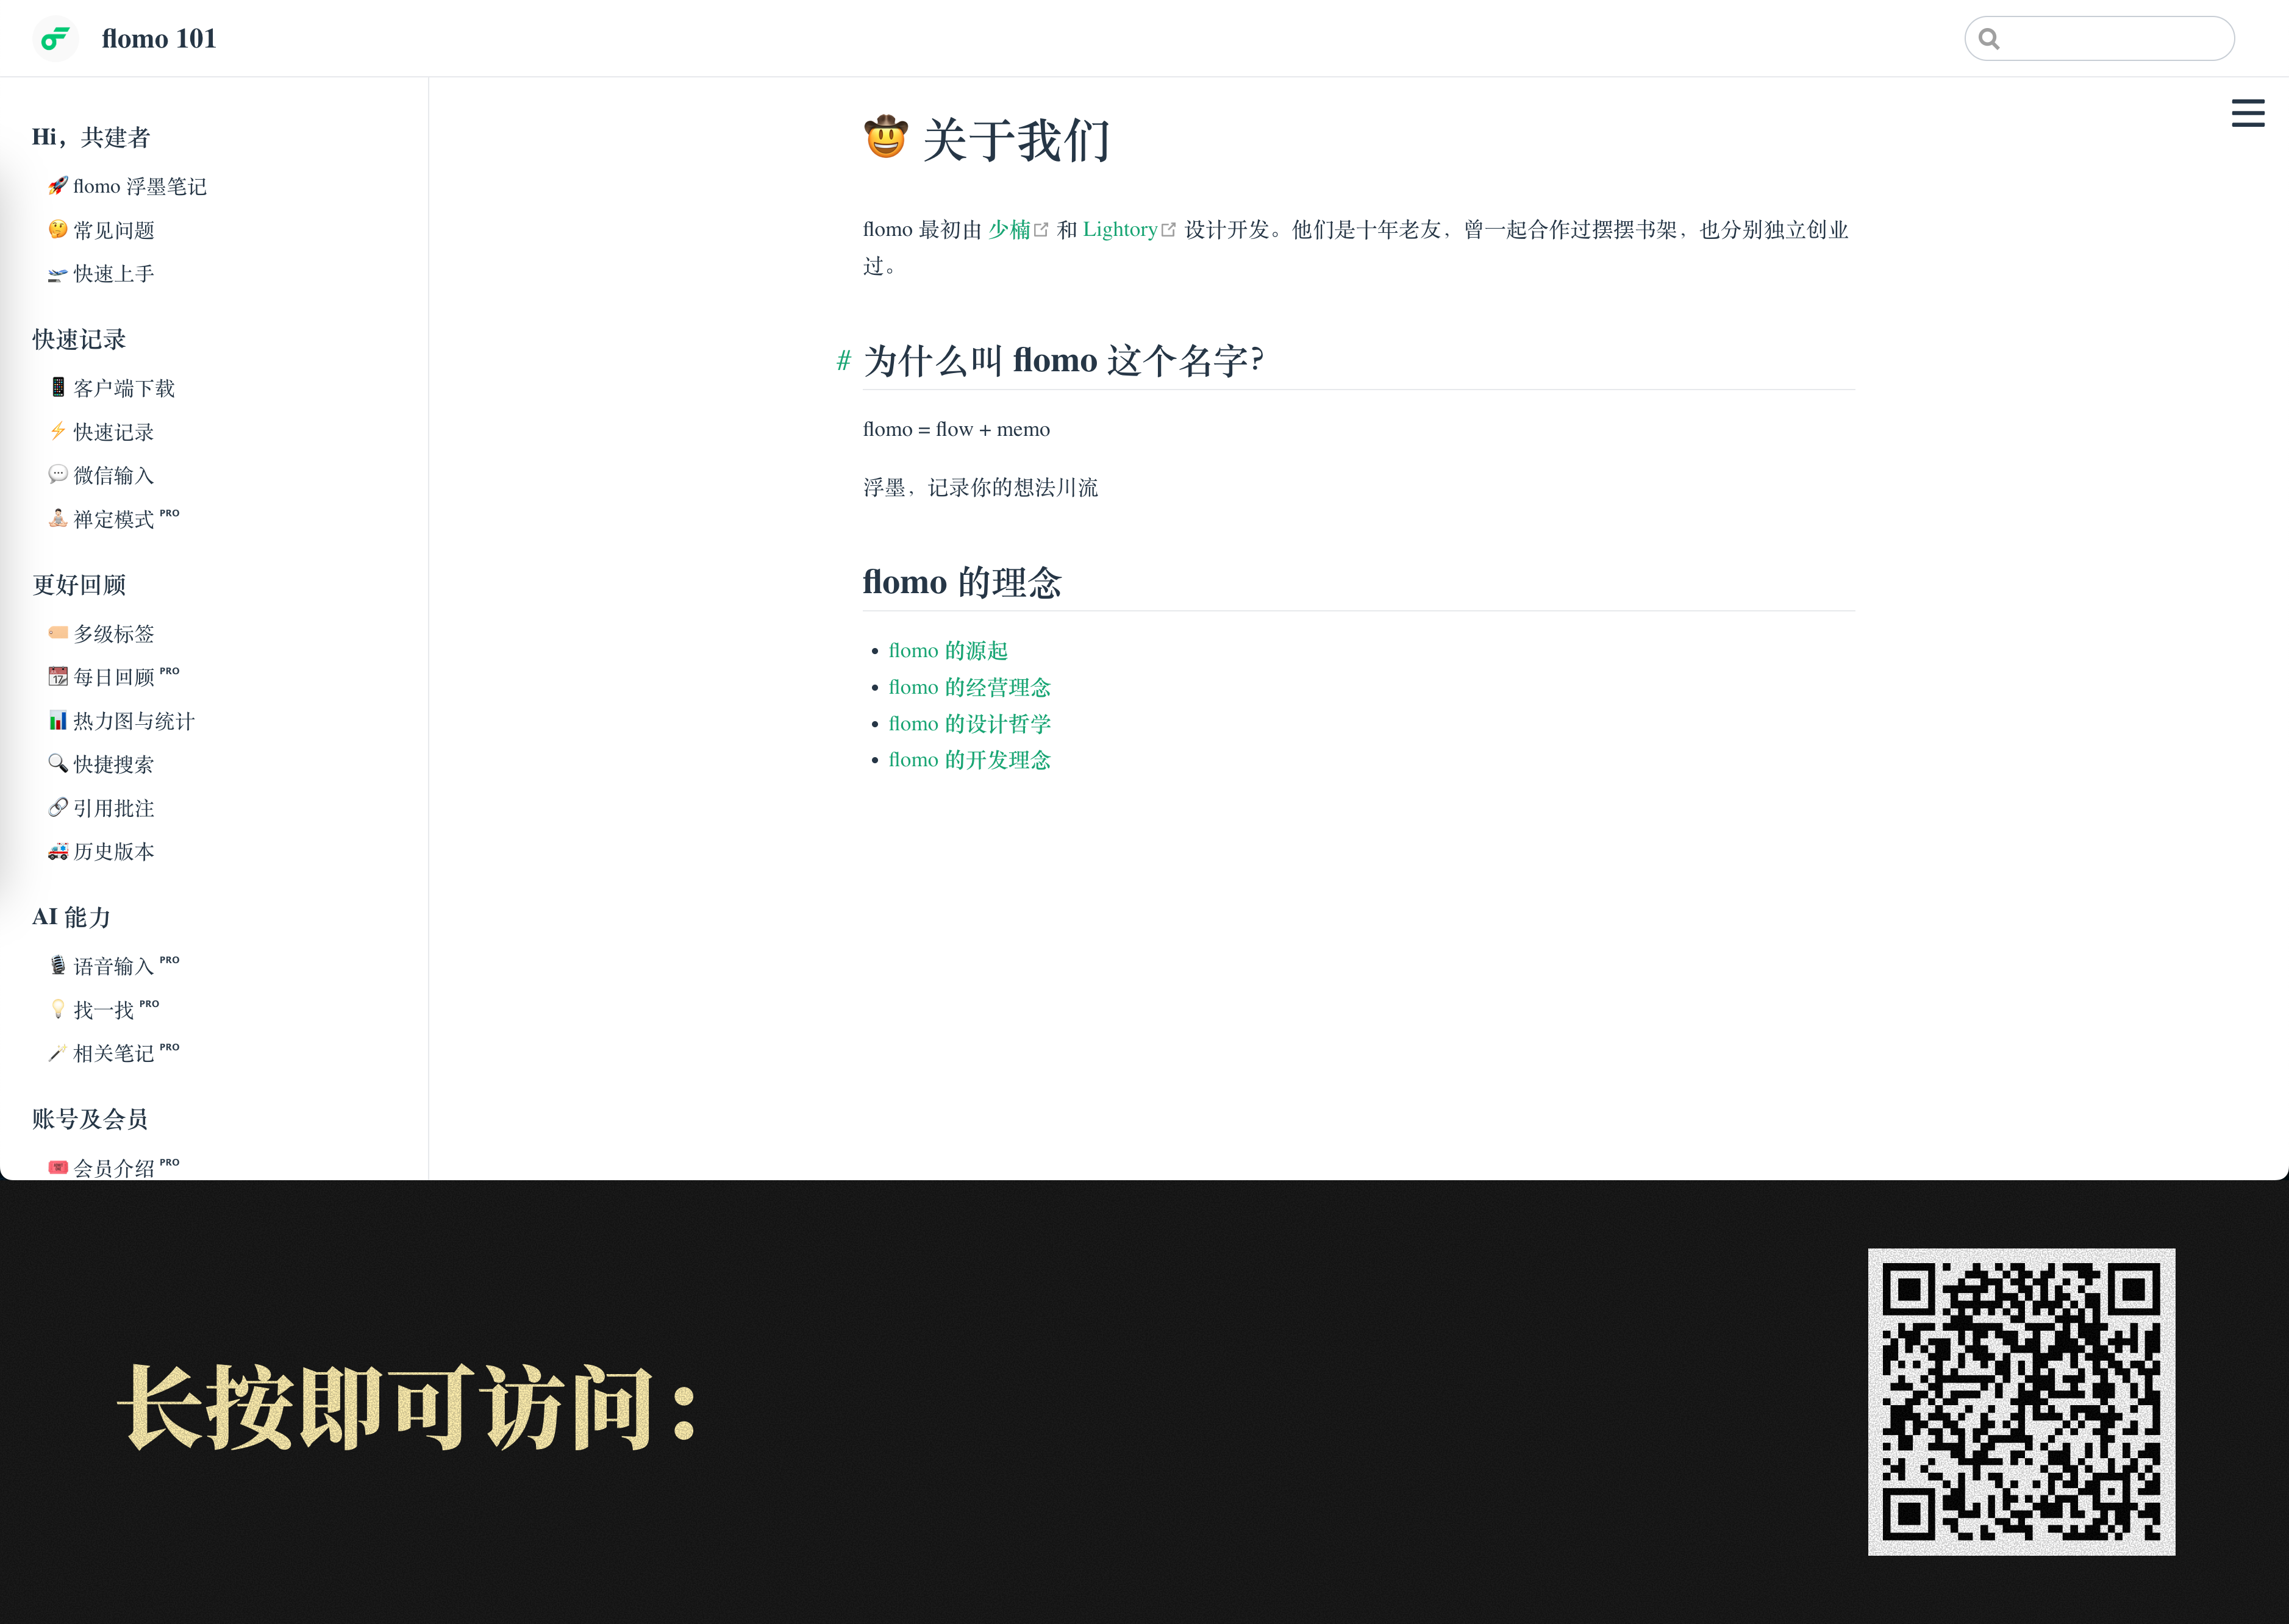 flomo 101
Hi，共建者
🚀 flomo 浮墨笔记
🤔 常见问题
🛫 快速上手
快速记录
📱 客户端下载
⚡ 快速记录
💬 微信输入
🧘🏻 禅定模式 PRO
更好回顾
🏷️ 多级标签
📆 每日回顾 PRO
📊 热力图与统计
🔍 快捷搜索
🔗 引用批注
🚑 历史版本
AI 能力
🎙️ 语音输入 PRO
💡 找一找 PRO
🪄 相关笔记 PRO
账号及会员
🎟️ 会员介绍 PRO
🤠 关于我们
flomo 最初由 少楠 和 Lightory 设计开发。他们是十年老友，曾一起合作过摆摆书架，也分别独立创业
过。
# 为什么叫 flomo 这个名字？
flomo = flow + memo
浮墨，记录你的想法川流
flomo 的理念
• flomo 的源起
• flomo 的经营理念
• flomo 的设计哲学
• flomo 的开发理念
长按即可访问：